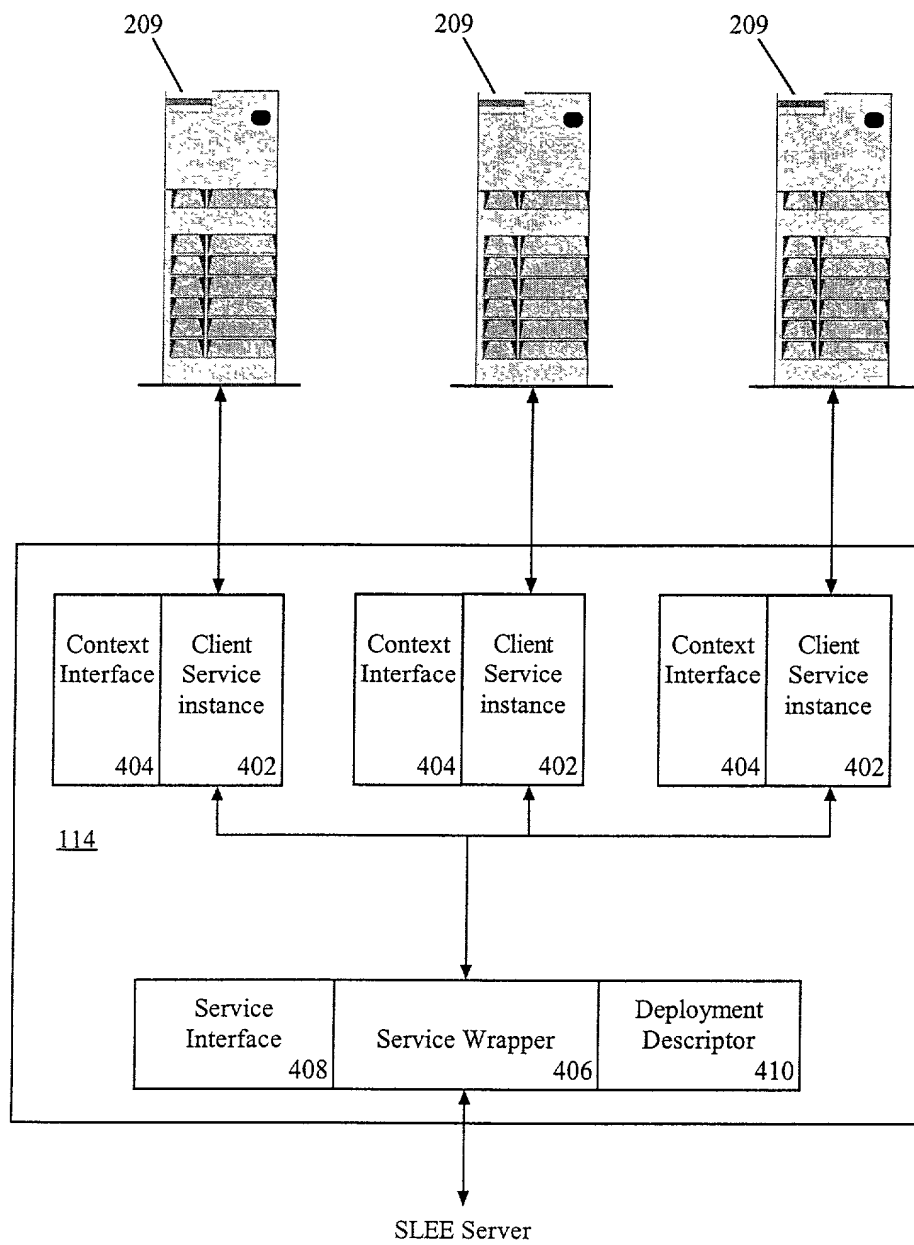 209
209
209
Context
Interface
404
Client
Service
instance
402
Context
Interface
404
Client
Service
instance
402
Context
Interface
404
Client
Service
instance
402
114
Service
Interface
408
Service Wrapper
406
Deployment
Descriptor
410
SLEE Server